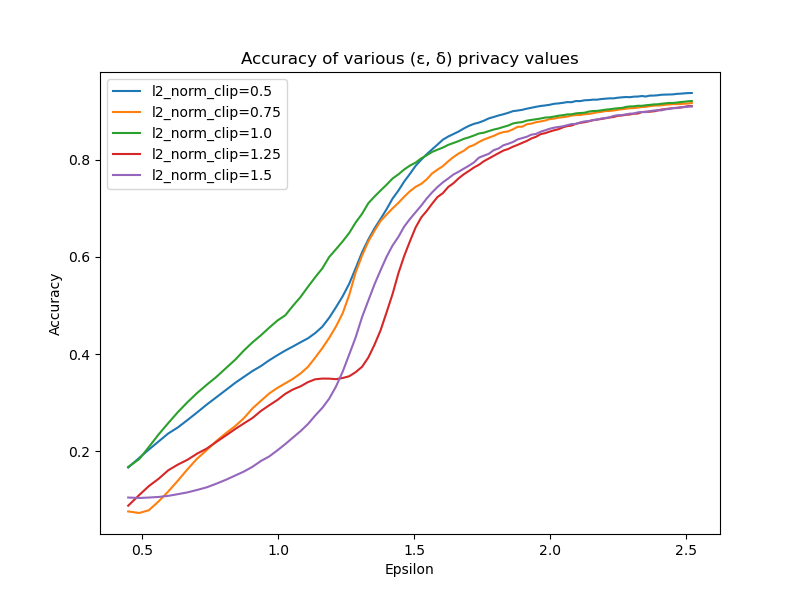 Accuracy of various (ε, δ) privacy values
l2_norm_clip=0.5
l2_norm_clip=0.75
l2_norm_clip=1.0
l2_norm_clip=1.25
l2_norm_clip=1.5
Accuracy
0.8
0.6
0.4
0.2
0.5 1.0 1.5 2.0 2.5
Epsilon